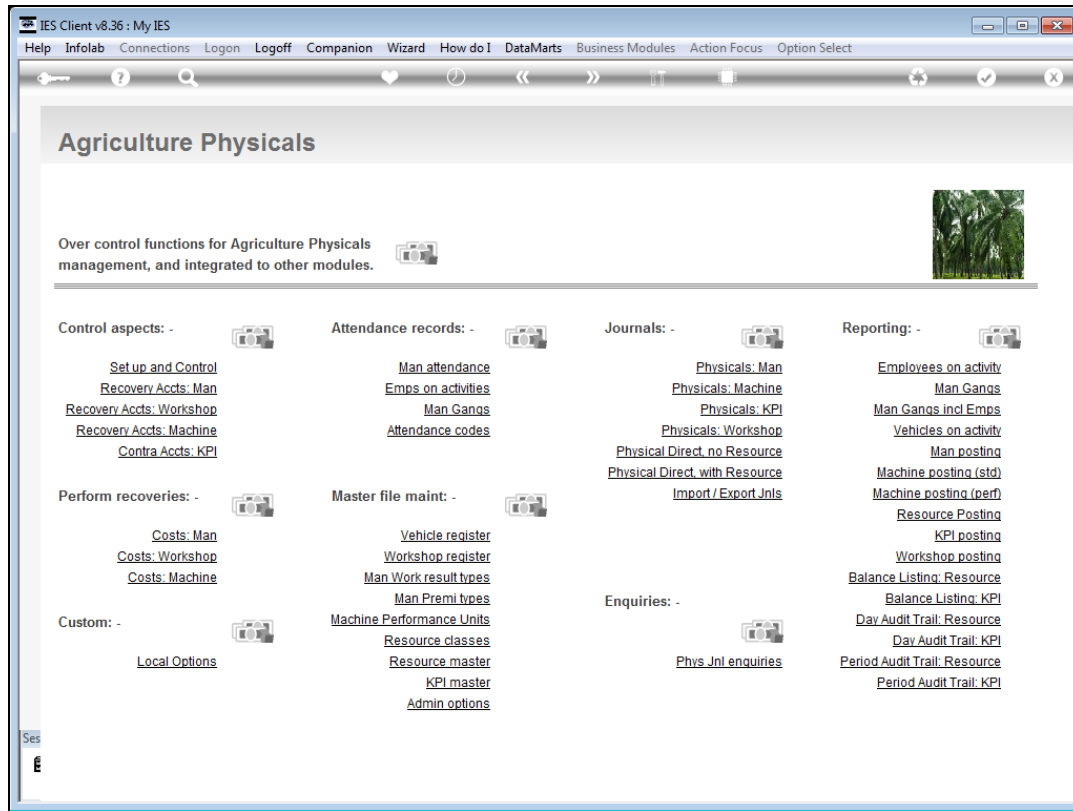 IES Client v8.36 : My IES
Help Infolab Connections Logon Logoff Companion Wizard How do I DataMarts Business Modules Action Focus Option Select
Agriculture Physicals
Over control functions for Agriculture Physicals
management, and integrated to other modules.
Control aspects: -
Set up and Control
Recovery Accts: Man
Recovery Accts: Workshop
Recovery Accts: Machine
Contra Accts: KPI
Perform recoveries: -
Costs: Man
Costs: Workshop
Costs: Machine
Custom: -
Local Options
Attendance records: -
Man attendance
Emps on activities
Man Gangs
Attendance codes
Master file maint: -
Vehicle register
Workshop register
Man Work result types
Man Premi types
Machine Performance Units
Resource classes
Resource master
KPI master
Admin options
Journals: -
Physicals: Man
Physicals: Machine
Physicals: KPI
Physicals: Workshop
Physical Direct, no Resource
Physical Direct, with Resource
Import / Export Jnls
Enquiries: -
Phys Jnl enquiries
Reporting: -
Employees on activity
Man Gangs
Man Gangs incl Emps
Vehicles on activity
Man posting
Machine posting (std)
Machine posting (perf)
Resource Posting
KPI posting
Workshop posting
Balance Listing: Resource
Balance Listing: KPI
Day Audit Trail: Resource
Day Audit Trail: KPI
Period Audit Trail: Resource
Period Audit Trail: KPI
Ses